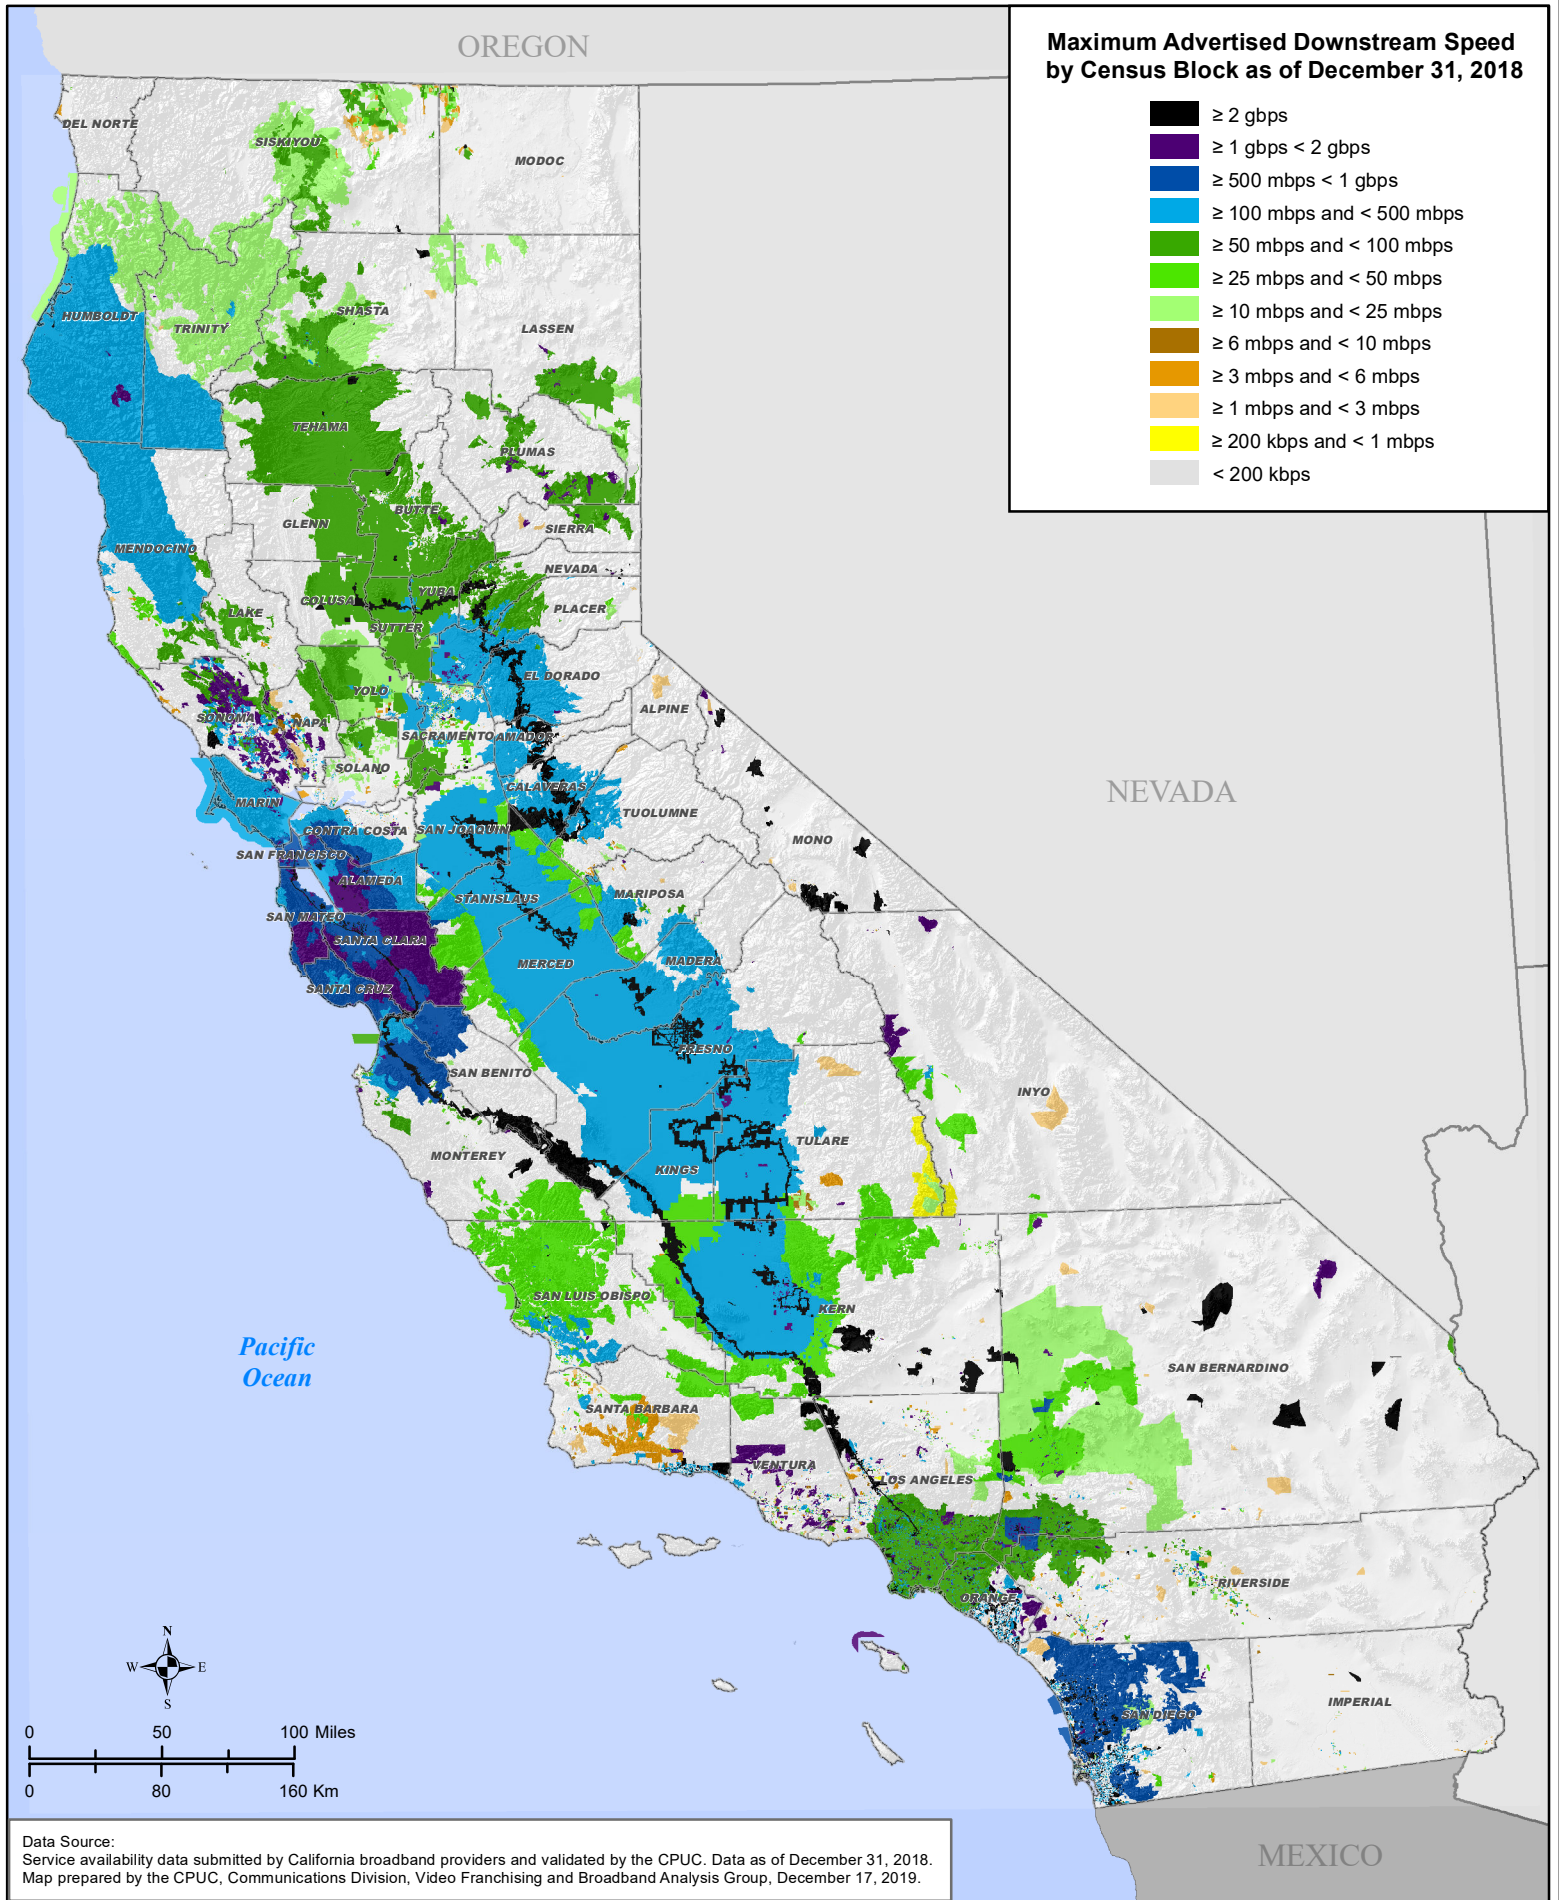 OREGON
Maximum Advertised Downstream Speed
by Census Block as of December 31, 2018
≥ 2 gbps
≥ 1 gbps < 2 gbps
≥ 500 mbps < 1 gbps
≥ 100 mbps and < 500 mbps
≥ 50 mbps and < 100 mbps
≥ 25 mbps and < 50 mbps
≥ 10 mbps and < 25 mbps
≥ 6 mbps and < 10 mbps
≥ 3 mbps and < 6 mbps
≥ 1 mbps and < 3 mbps
≥ 200 kbps and < 1 mbps
< 200 kbps
DEL NORTE
SISKIYOU
MODOC
HUMBOLDT
TRINITY
SHASTA
LASSEN
TEHAMA
PLUMAS
GLENN
BUTTE
SIERRA
MENDOCINO
NEVADA
COLUSA
YUBA
PLACER
LAKE
SUTTER
EL DORADO
YOLO
ALPINE
SONOMA
NAPA
SACRAMENTO
AMADOR
SOLANO
CALAVERAS
NEVADA
MARIN
TUOLUMNE
CONTRA COSTA
SAN JOAQUIN
MONO
SAN FRANCISCO
ALAMEDA
MARIPOSA
STANISLAUS
SAN MATEO
SANTA CLARA
MADERA
MERCED
SANTA CRUZ
FRESNO
SAN BENITO
INYO
TULARE
MONTEREY
KINGS
SAN LUIS OBISPO
KERN
Pacific
Ocean
SAN BERNARDINO
SANTA BARBARA
VENTURA
LOS ANGELES
RIVERSIDE
ORANGE
N
W
E
S
IMPERIAL
SAN DIEGO
0 50 100 Miles
0 80 160 Km
Data Source:
Service availability data submitted by California broadband providers and validated by the CPUC. Data as of December 31, 2018.
Map prepared by the CPUC, Communications Division, Video Franchising and Broadband Analysis Group, December 17, 2019.
MEXICO